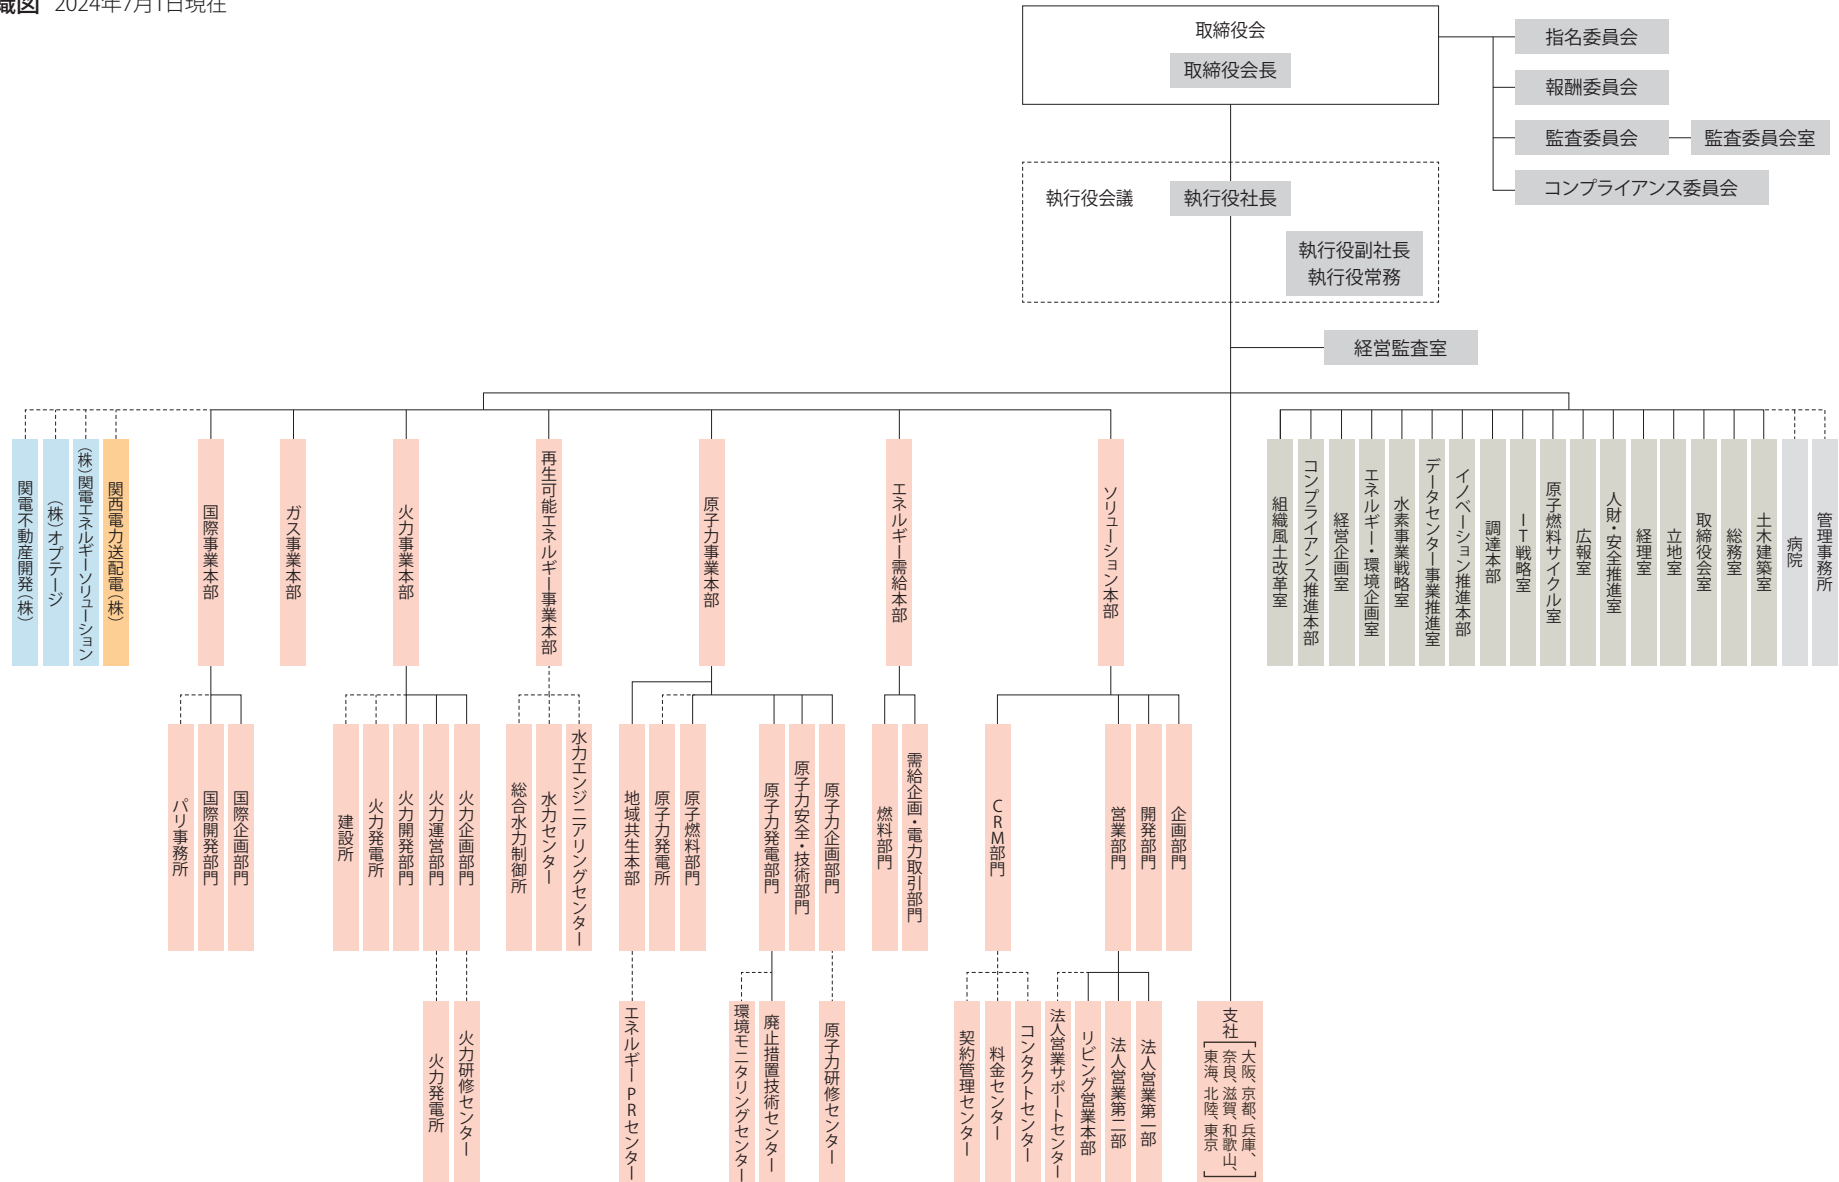 織図 2024年7月1日現在
取締役会
取締役会長
指名委員会
報酬委員会
監査委員会
監査委員会室
コンプライアンス委員会
執行役会議
執行役社長
執行役副社長
執行役常務
経営監査室
関電不動産開発(株)
(株)オプテージ
(株)関電エネルギーソリューション
関西電力送配電(株)
国際事業本部
ガス事業本部
火力事業本部
再生可能エネルギー事業本部
原子力事業本部
エネルギー需給本部
ソリューション本部
組織風土改革室
コンプライアンス推進本部
経営企画室
エネルギー・環境企画室
水素事業戦略室
データセンター事業推進室
イノベーション推進本部
調達本部
IT戦略室
原子燃料サイクル室
広報室
人財・安全推進室
経理室
立地室
取締役会室
総務室
土木建築室
病院
管理事務所
パリ事務所
国際開発部門
国際企画部門
建設所
火力発電所
火力開発部門
火力運営部門
火力企画部門
総合水力制御所
水力センター
水力エンジニアリングセンター
地域共生本部
原子力発電所
原子燃料部門
原子力発電部門
原子力安全・技術部門
原子力企画部門
燃料部門
需給企画・電力取引部門
CRM部門
営業部門
開発部門
企画部門
火力発電所
火力研修センター
エネルギーPRセンター
環境モニタリングセンター
廃止措置技術センター
原子力研修センター
契約管理センター
料金センター
コンタクトセンター
法人営業サポートセンター
リビング営業本部
法人営業第二部
法人営業第一部
支社
大阪、京都、兵庫、
奈良、滋賀、和歌山、
東海、北陸、東京